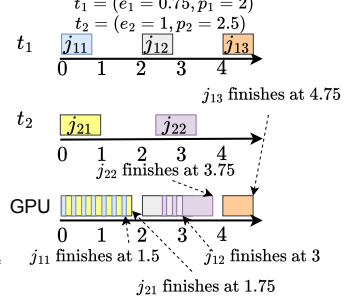 t₁ = (e₁ = 0.75, p₁ = 2)
t₂ = (e₂ = 1, p₂ = 2.5)
t₁ j₁₁ j₁₂ j₁₃
0 1 2 3 4
j₁₃ finishes at 4.75
t₂ j₂₁ j₂₂
0 1 2 3 4
j₂₂ finishes at 3.75
GPU
0 1 2 3 4
j₁₁ finishes at 1.5 j₁₂ finishes at 3
j₂₁ finishes at 1.75